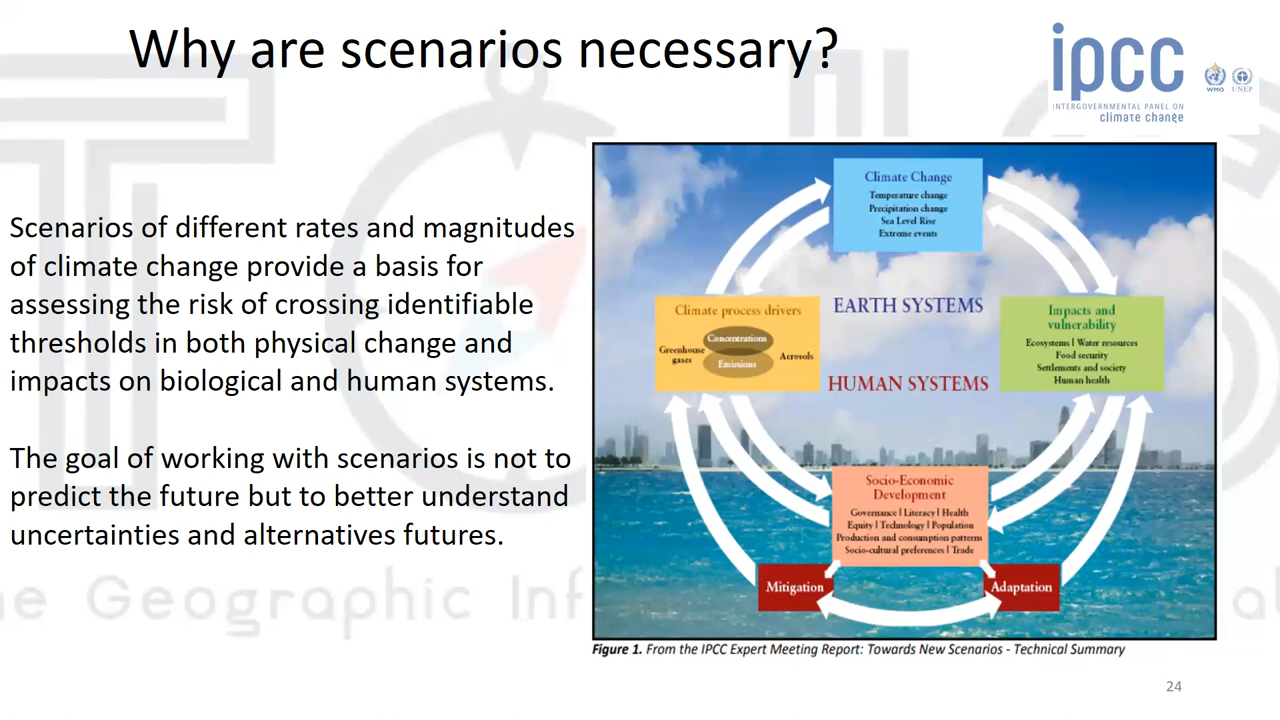 Why are scenarios necessary?
ipcc
INTERGOVERNMENTAL PANEL ON
climate change
WMO
UNEP
Scenarios of different rates and magnitudes
of climate change provide a basis for
assessing the risk of crossing identifiable
thresholds in both physical change and
impacts on biological and human systems.
The goal of working with scenarios is not to
predict the future but to better understand
uncertainties and alternatives futures.
Climate Change
Temperature change
Precipitation change
Sea Level Rise
Extreme events
Climate process drivers
Concentrations
Greenhouse
gases
Aerosols
Emissions
EARTH SYSTEMS
HUMAN SYSTEMS
Impacts and
vulnerability
Ecosystems | Water resources
Food security
Settlements and society
Human health
Socio-Economic
Development
Governance | Literacy | Health
Equity | Technology | Population
Production and consumption patterns
Socio-cultural preferences | Trade
Mitigation
Adaptation
Figure 1. From the IPCC Expert Meeting Report: Towards New Scenarios - Technical Summary
24
e Geographic Inf